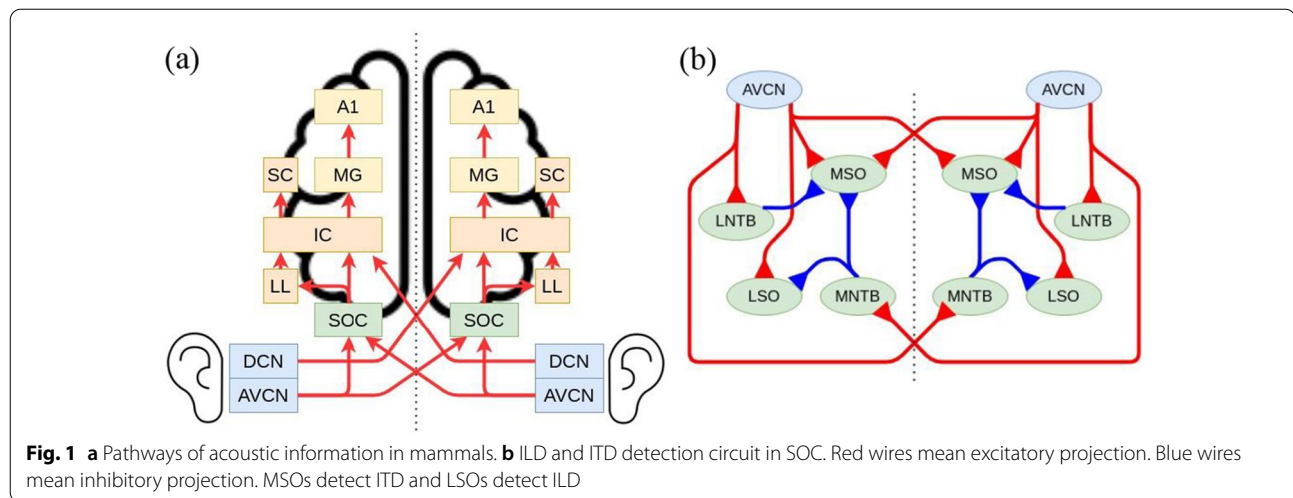 (a)
(b)
A1 A1
SC MG MG SC
IC IC
LL LL
SOC SOC
DCN DCN
AVCN AVCN
AVCN AVCN
MSO MSO
LNTB LNTB
LSO MNTB MNTB LSO
Fig. 1 a Pathways of acoustic information in mammals. b ILD and ITD detection circuit in SOC. Red wires mean excitatory projection. Blue wires
mean inhibitory projection. MSOs detect ITD and LSOs detect ILD